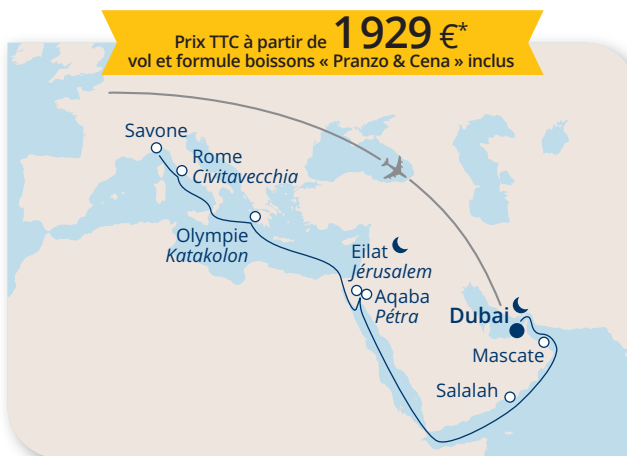 Prix TTC à partir de 1 929 €*
vol et formule boissons « Pranzo & Cena » inclus
Savone
Rome
Civitavecchia
Olympie
Katakolon
Eilat
Jérusalem
Aqaba
Pétra
Dubai
Mascate
Salalah